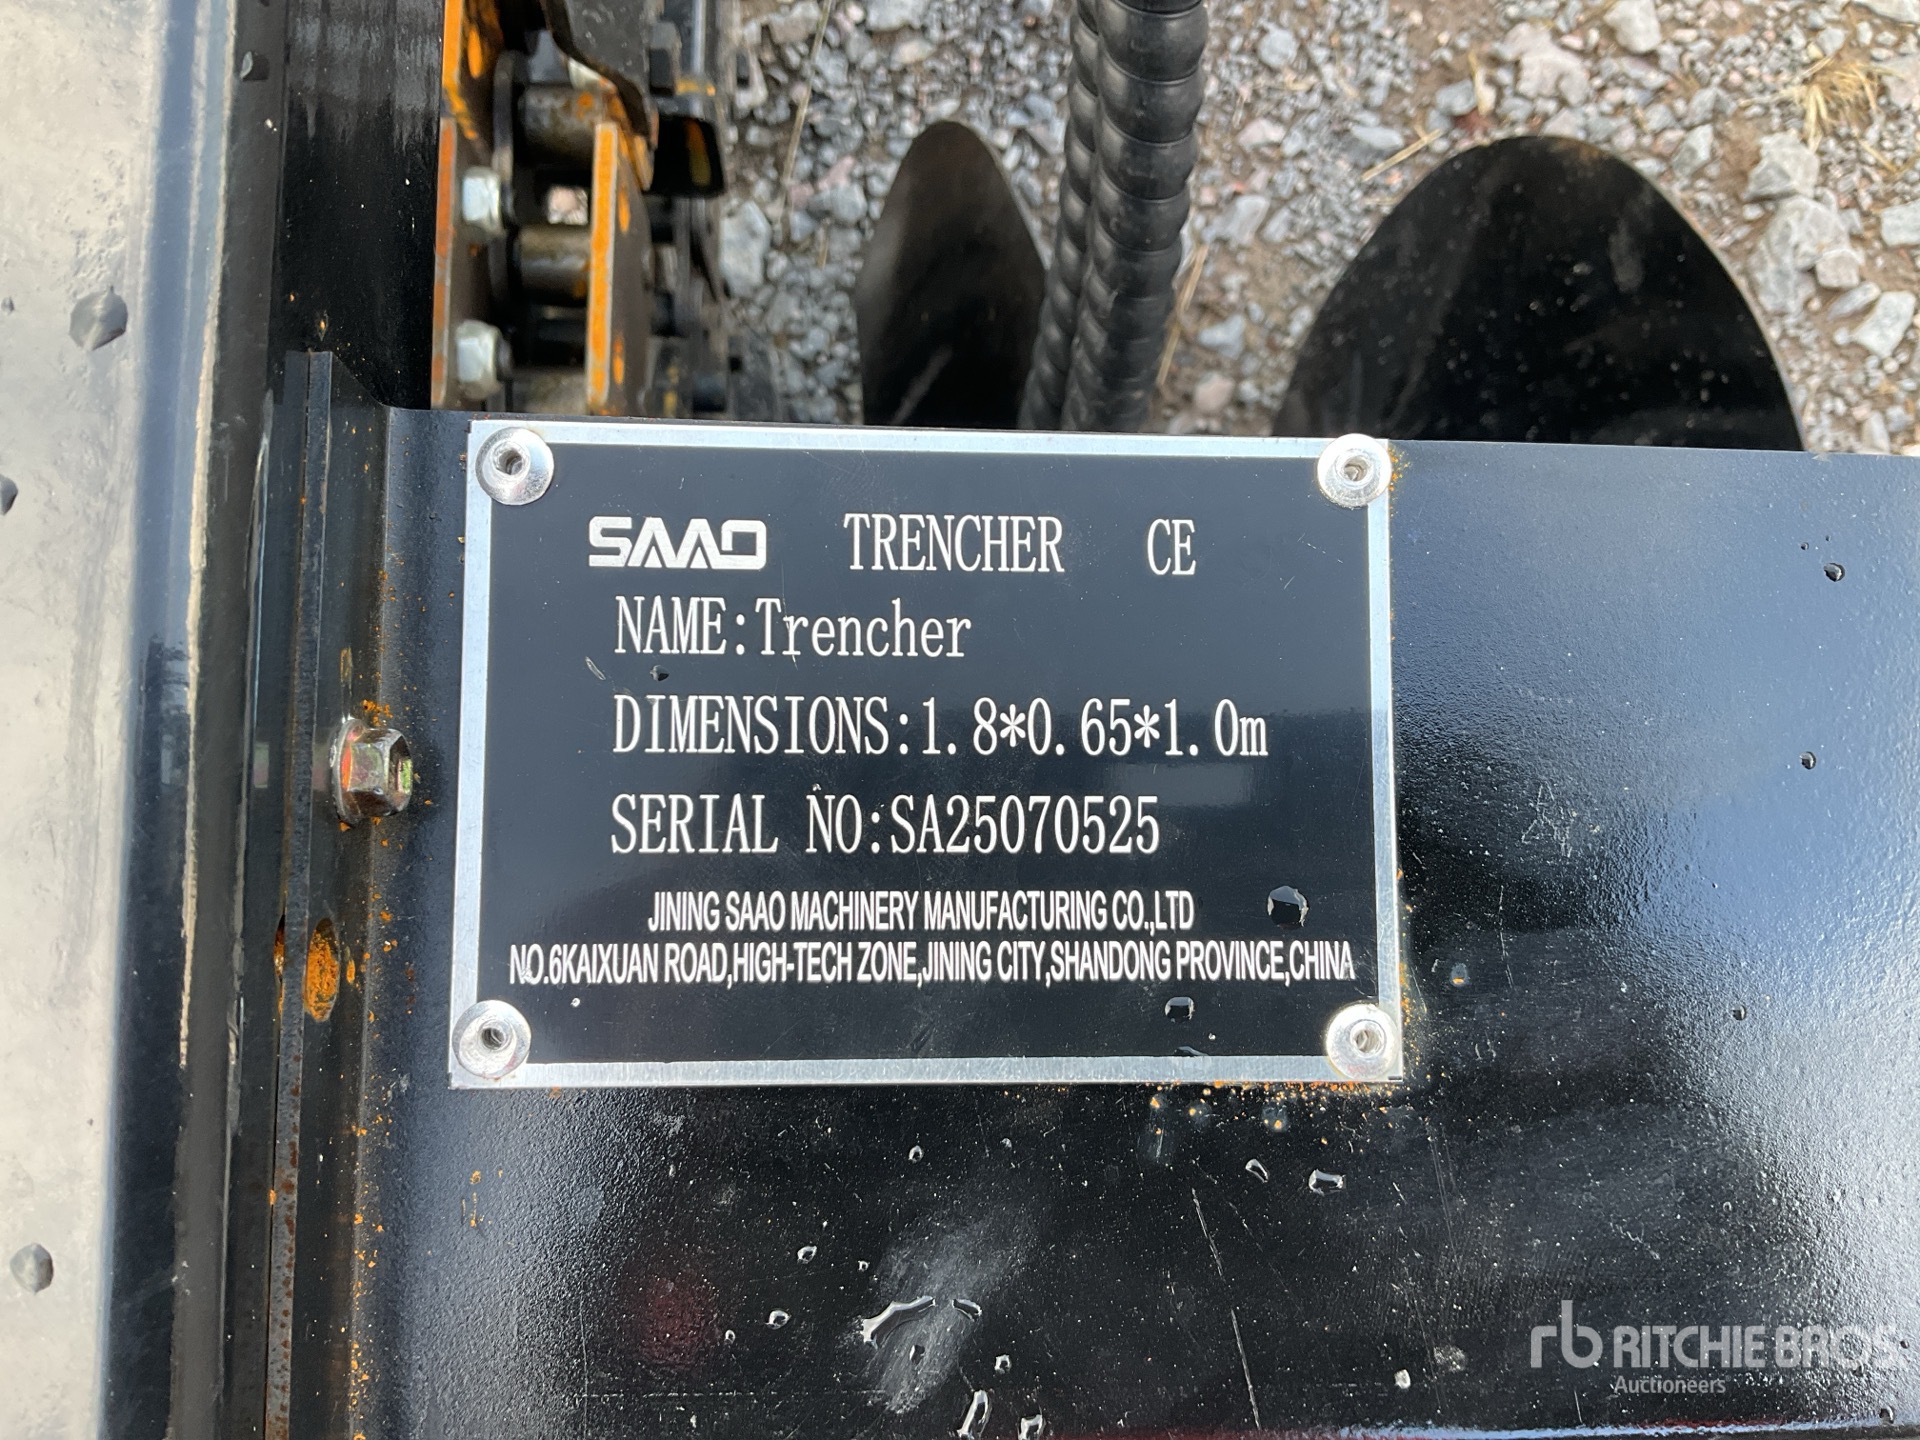 SAAO TRENCHER CE
NAME:Trencher
DIMENSIONS:1.8*0.65*1.0m
SERIAL NO:SA25070525
JINING SAAO MACHINERY MANUFACTURING CO.,LTD
NO.6KAIXUAN ROAD,HIGH-TECH ZONE,JINING CITY,SHANDONG PROVINCE,CHINA
rb RITCHIE BROS.
Auctioneers